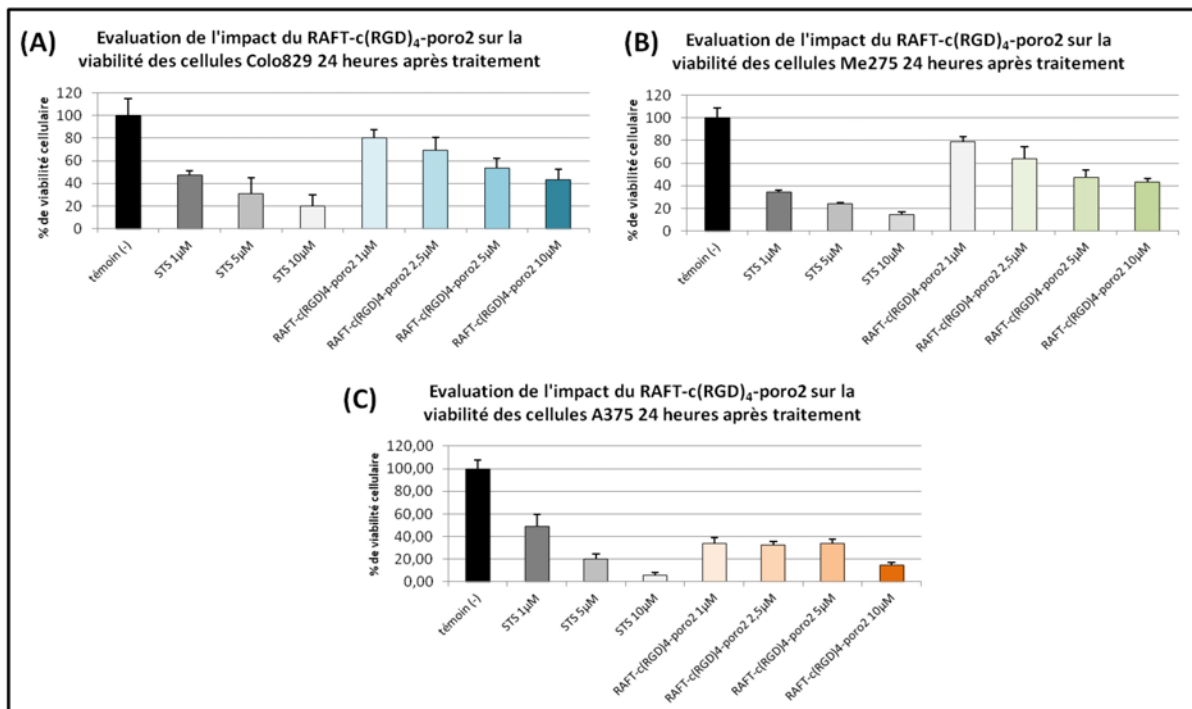 (A)
Evaluation de l'impact du RAFT-c(RGD)₄-poro2 sur la
viabilité des cellules Colo829 24 heures après traitement
% de viabilité cellulaire
120
100
80
60
40
20
0
témoin (-)
STS 1µM
STS 5µM
STS 10µM
RAFT-c(RGD)4-poro2 1µM
RAFT-c(RGD)4-poro2 2,5µM
RAFT-c(RGD)4-poro2 5µM
RAFT-c(RGD)4-poro2 10µM
(B)
Evaluation de l'impact du RAFT-c(RGD)₄-poro2 sur la
viabilité des cellules Me275 24 heures après traitement
% de viabilité cellulaire
120
100
80
60
40
20
0
témoin (-)
STS 1µM
STS 5µM
STS 10µM
RAFT-c(RGD)4-poro2 1µM
RAFT-c(RGD)4-poro2 2,5µM
RAFT-c(RGD)4-poro2 5µM
RAFT-c(RGD)4-poro2 10µM
(C)
Evaluation de l'impact du RAFT-c(RGD)₄-poro2 sur la
viabilité des cellules A375 24 heures après traitement
% de viabilité cellulaire
120,00
100,00
80,00
60,00
40,00
20,00
0,00
témoin (-)
STS 1µM
STS 5µM
STS 10µM
RAFT-c(RGD)4-poro2 1µM
RAFT-c(RGD)4-poro2 2,5µM
RAFT-c(RGD)4-poro2 5µM
RAFT-c(RGD)4-poro2 10µM